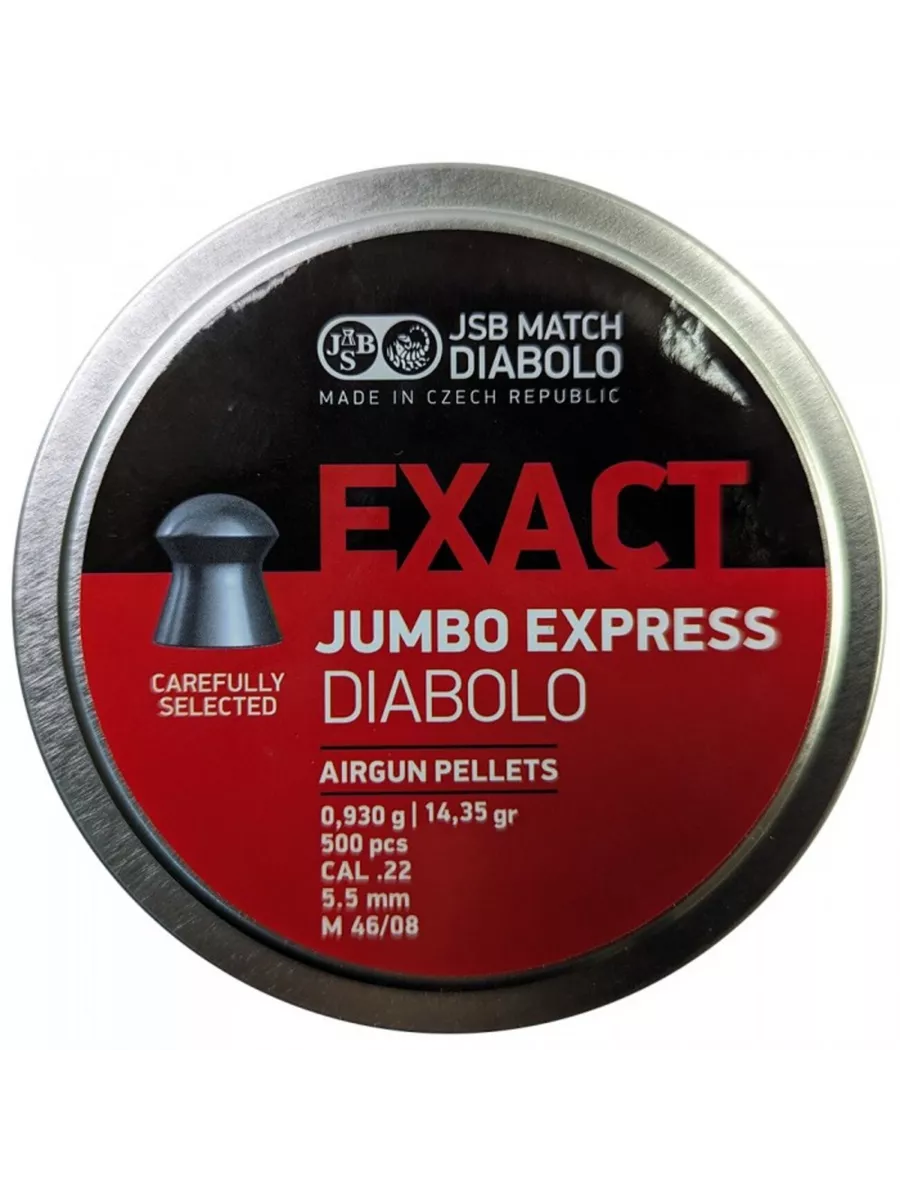 JSB
JSB MATCH
DIABOLO
MADE IN CZECH REPUBLIC
EXACT
JUMBO EXPRESS
DIABOLO
CAREFULLY
SELECTED
AIRGUN PELLETS
0,930 g | 14,35 gr
500 pcs
CAL .22
5.5 mm
M 46/08